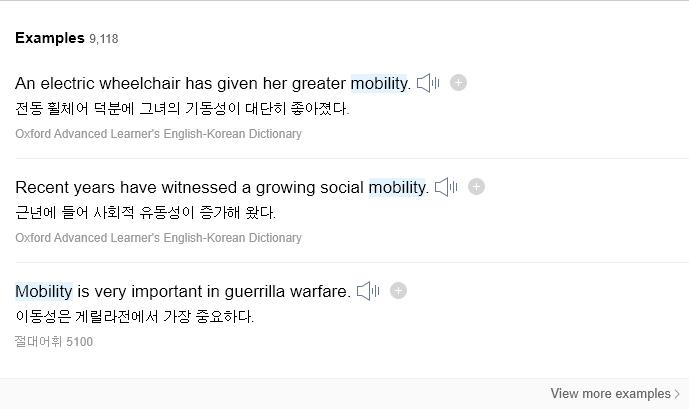 Examples 9,118
An electric wheelchair has given her greater mobility.
전동 휠체어 덕분에 그녀의 기동성이 대단히 좋아졌다.
Oxford Advanced Learner's English-Korean Dictionary
Recent years have witnessed a growing social mobility.
근년에 들어 사회적 유동성이 증가해 왔다.
Oxford Advanced Learner's English-Korean Dictionary
Mobility is very important in guerrilla warfare.
이동성은 게릴라전에서 가장 중요하다.
절대어휘 5100
View more examples